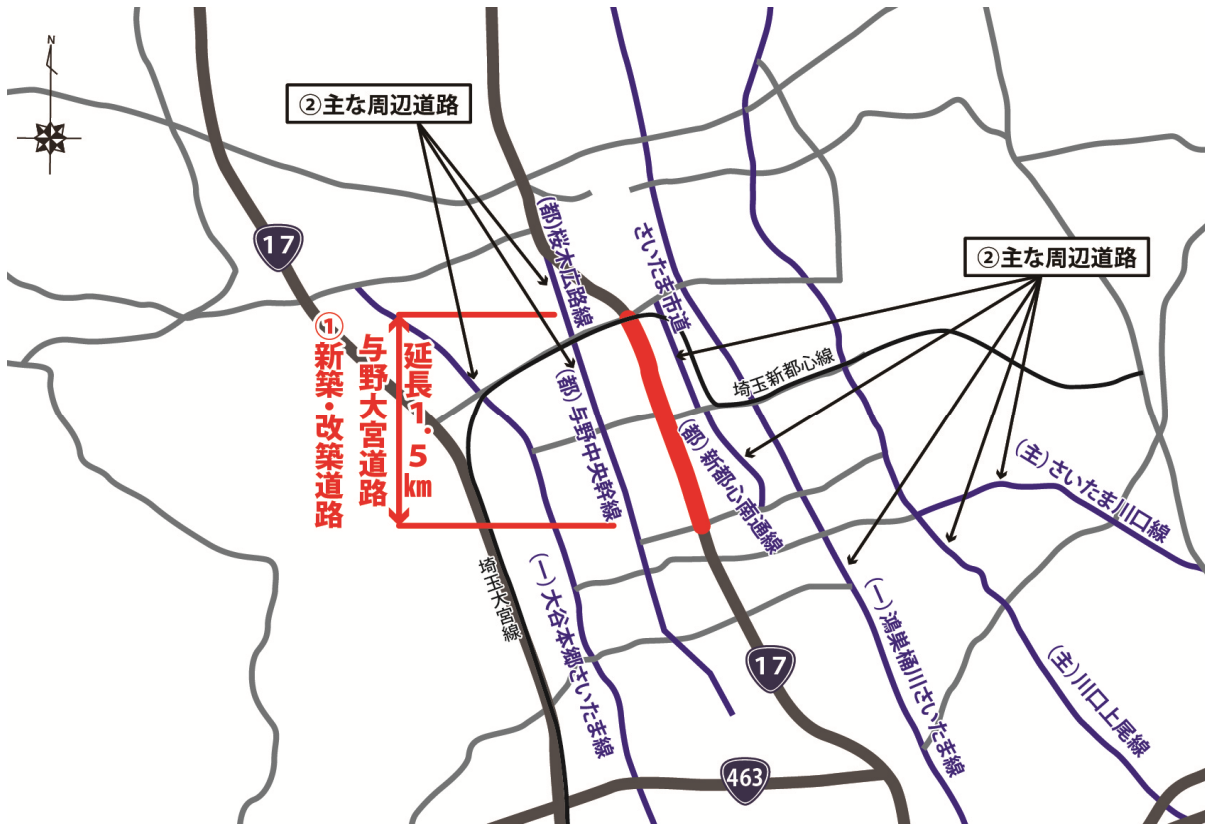 N
②主な周辺道路
17
(都)桜木広路線
さいたま市道
②主な周辺道路
①新築・改築道路
与野大宮道路
延長1.5km
埼玉新都心線
(都)与野中央幹線
(都)新都心南通線
(主)さいたま川口線
埼玉大宮線
(一)大谷本郷さいたま線
17
(一)鴻巣桶川さいたま線
(主)川口上尾線
463